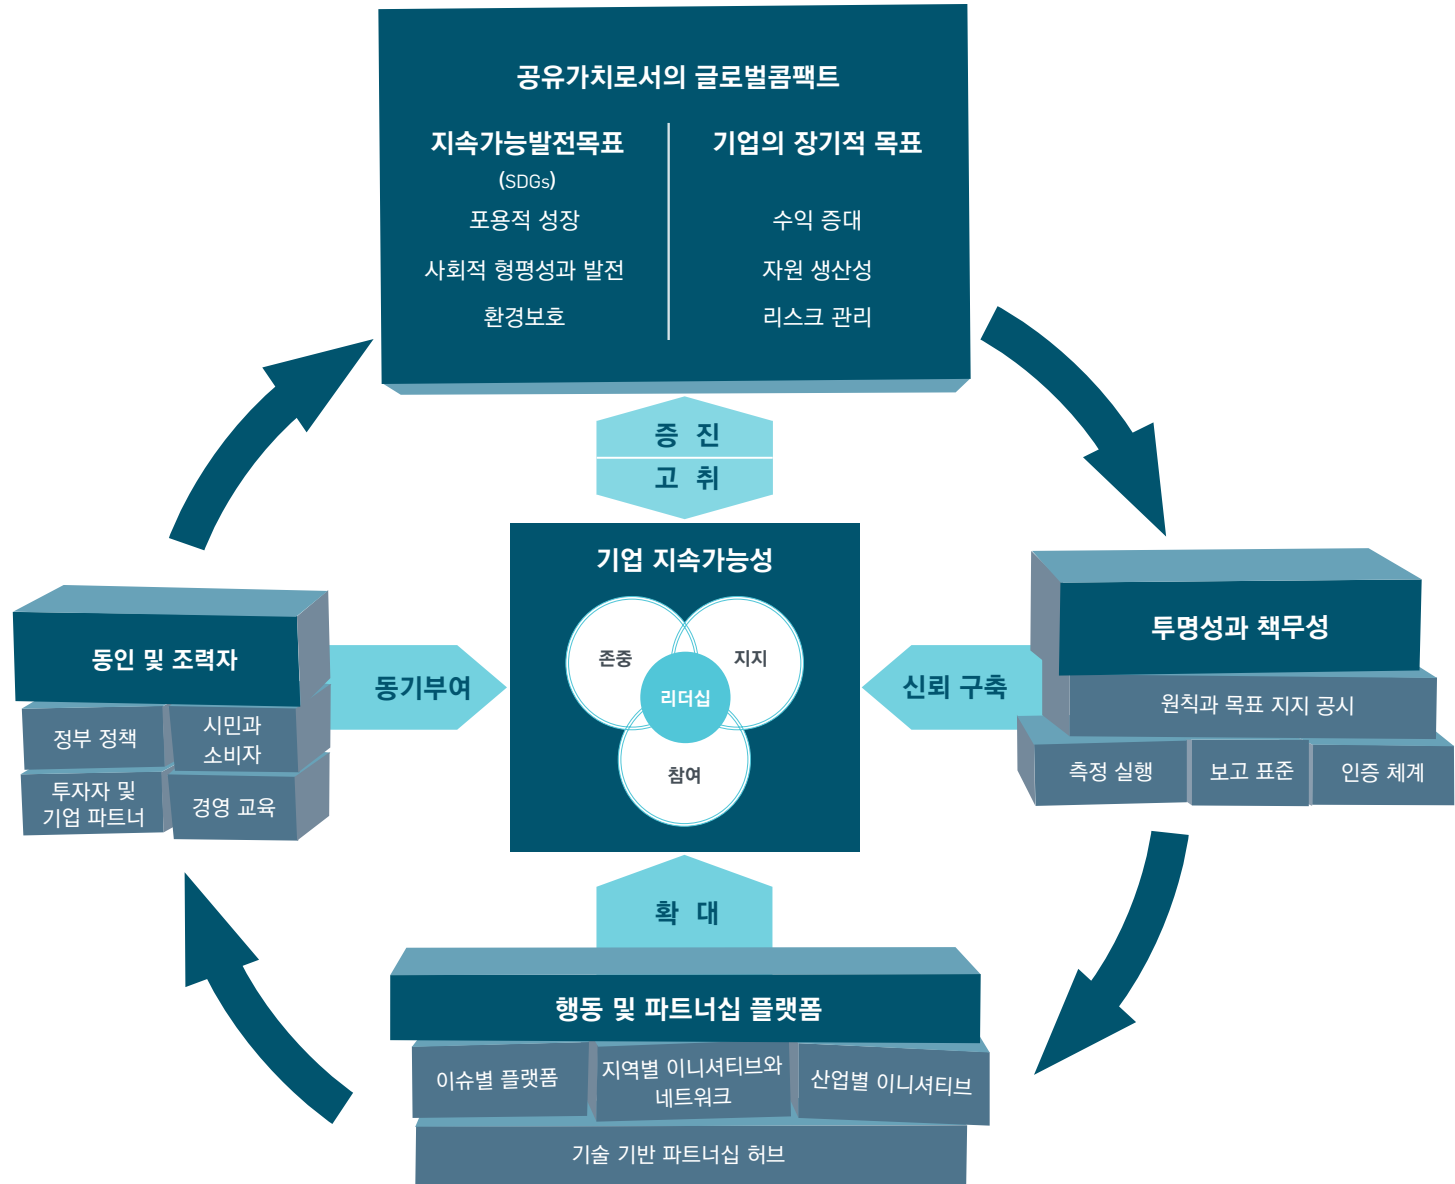 공유가치로서의 글로벌콤팩트
지속가능발전목표
(SDGs)
포용적 성장
사회적 형평성과 발전
환경보호
기업의 장기적 목표
수익 증대
자원 생산성
리스크 관리
증 진
고 취
기업 지속가능성
존중
지지
리더십
참여
동인 및 조력자
정부 정책
시민과
소비자
투자자 및
기업 파트너
경영 교육
동기부여
신뢰 구축
투명성과 책무성
원칙과 목표 지지 공시
측정 실행
보고 표준
인증 체계
확 대
행동 및 파트너십 플랫폼
이슈별 플랫폼
지역별 이니셔티브와
네트워크
산업별 이니셔티브
기술 기반 파트너십 허브